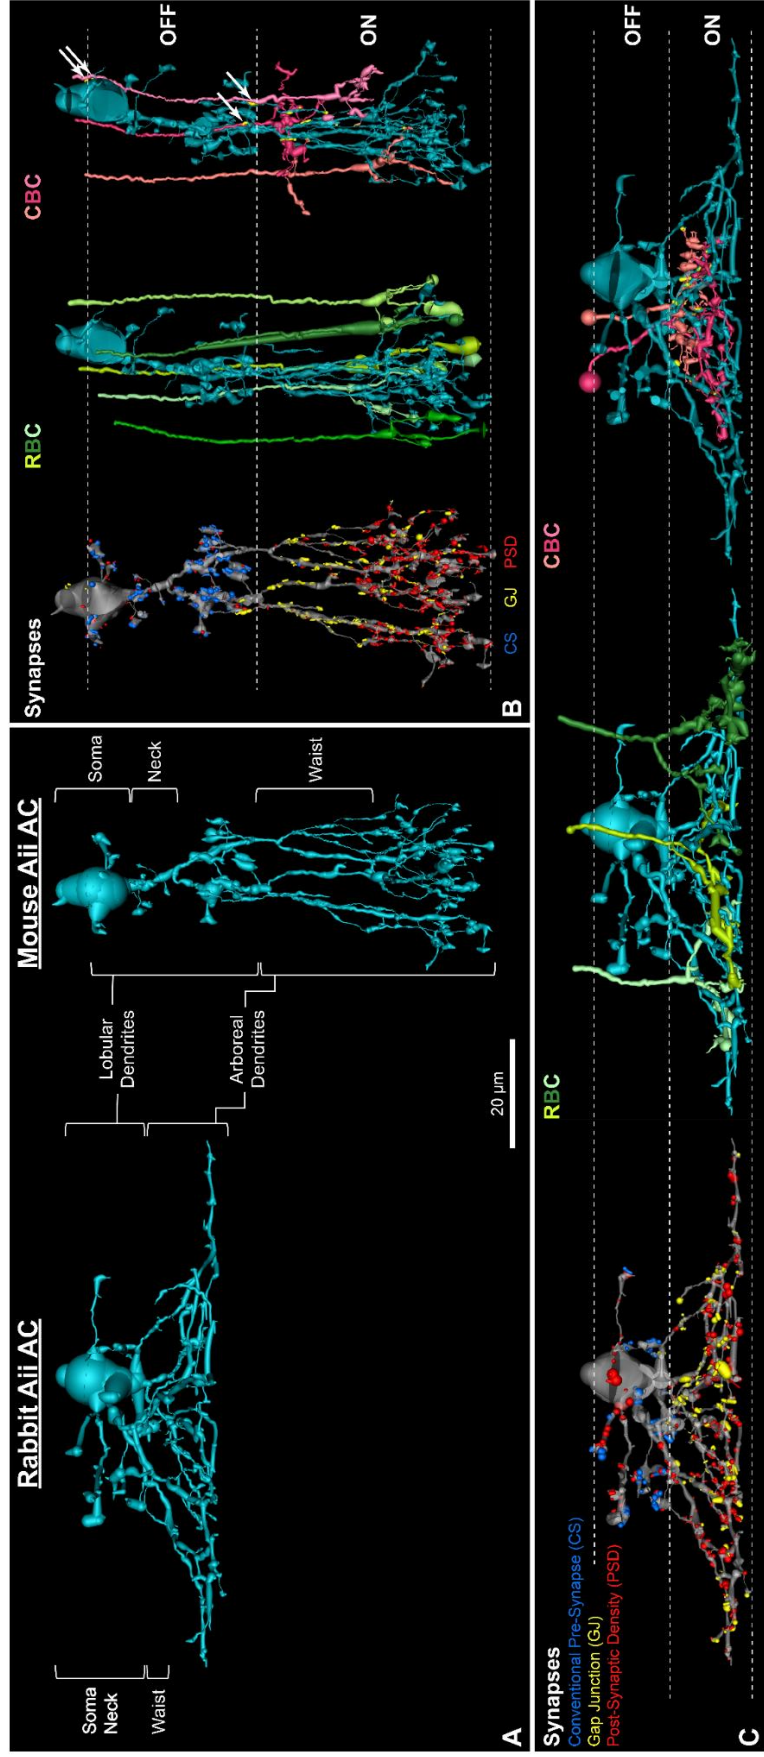 Rabbit Aii AC
Mouse Aii AC
Soma
Neck
Waist
Lobular
Dendrites
Arboreal
Dendrites
Soma
Neck
Waist
20 µm
A
Synapses
RBC
CBC
OFF
ON
CS
GJ
PSD
B
Synapses
Conventional Pre-Synapse (CS)
Gap Junction (GJ)
Post-Synaptic Density (PSD)
RBC
CBC
OFF
ON
C